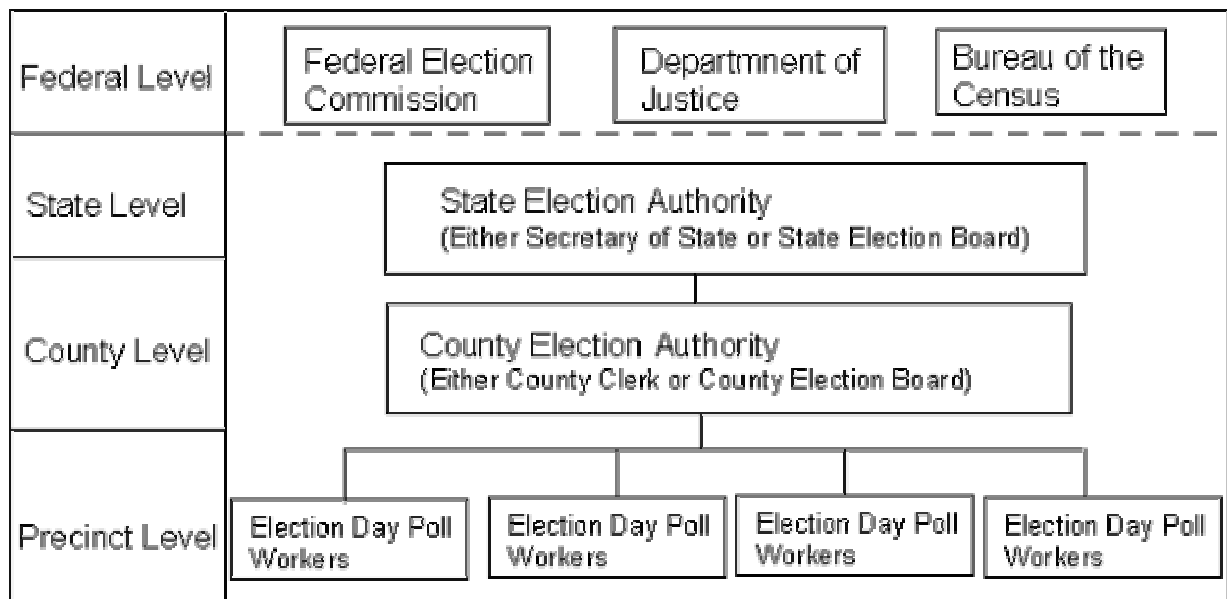 Federal Level
Federal Election
Commission
Departmnent of
Justice
Bureau of the
Census
State Level
State Election Authority
(Either Secretary of State or State Election Board)
County Level
County Election Authority
(Either County Clerk or County Election Board)
Precinct Level
Election Day Poll
Workers
Election Day Poll
Workers
Election Day Poll
Workers
Election Day Poll
Workers